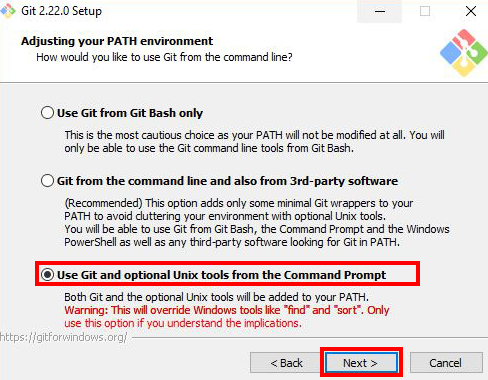 Git 2.22.0 Setup
Adjusting your PATH environment
How would you like to use Git from the command line?
Use Git from Git Bash only
This is the most cautious choice as your PATH will not be modified at all. You will
only be able to use the Git command line tools from Git Bash.
Git from the command line and also from 3rd-party software
(Recommended) This option adds only some minimal Git wrappers to your
PATH to avoid cluttering your environment with optional Unix tools.
You will be able to use Git from Git Bash, the Command Prompt and the Windows
PowerShell as well as any third-party software looking for Git in PATH.
Use Git and optional Unix tools from the Command Prompt
Both Git and the optional Unix tools will be added to your PATH.
Warning: This will override Windows tools like "find" and "sort". Only
use this option if you understand the implications.
https://gitforwindows.org/
< Back
Next >
Cancel